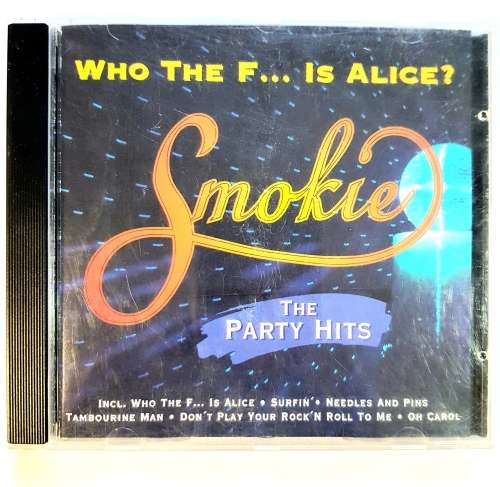 WHO THE F... IS ALICE?
Smokie
THE
PARTY HITS
INCL. WHO THE F... IS ALICE • SURFIN´ • NEEDLES AND PINS
TAMBOURINE MAN • DON´T PLAY YOUR ROCK'N ROLL TO ME • OH CAROL